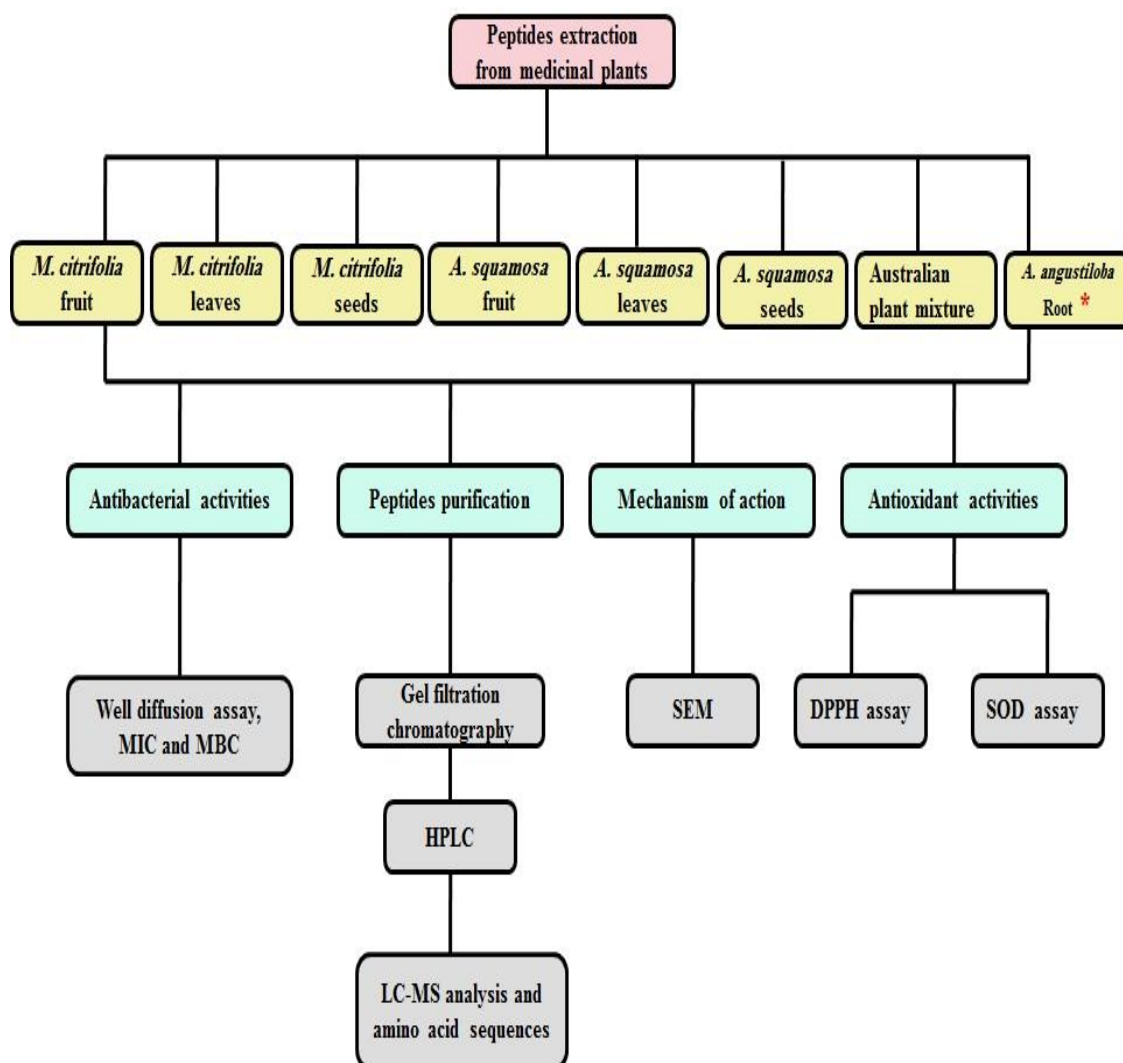 Peptides extraction
from medicinal plants
M. citrifolia
fruit
M. citrifolia
leaves
M. citrifolia
seeds
A. squamosa
fruit
A. squamosa
leaves
A. squamosa
seeds
Australian
plant mixture
A. angustiloba
Root *
Antibacterial activities
Peptides purification
Mechanism of action
Antioxidant activities
Well diffusion assay,
MIC and MBC
Gel filtration
chromatography
SEM
DPPH assay
SOD assay
HPLC
LC-MS analysis and
amino acid sequences